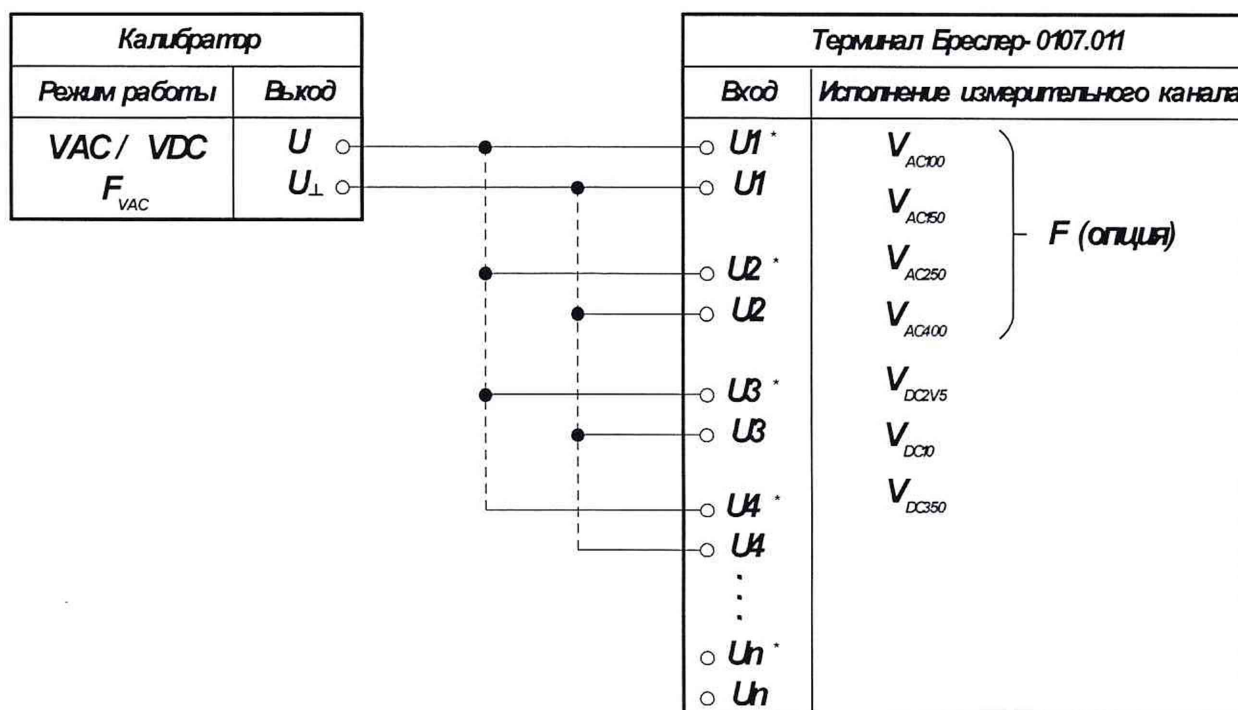 Калибратор
Режим работы Выход
VAC / VDC U
F VAC U⊥
Терминал Бреслер-0107.011
Вход Исполнение измерительного канала
U1 * V AC100
U1
V AC150
U2 * V AC250
U2 V AC400
F (опция)
U3 * V DC2V5
U3 V DC10
U4 * V DC350
U4
Un *
Un